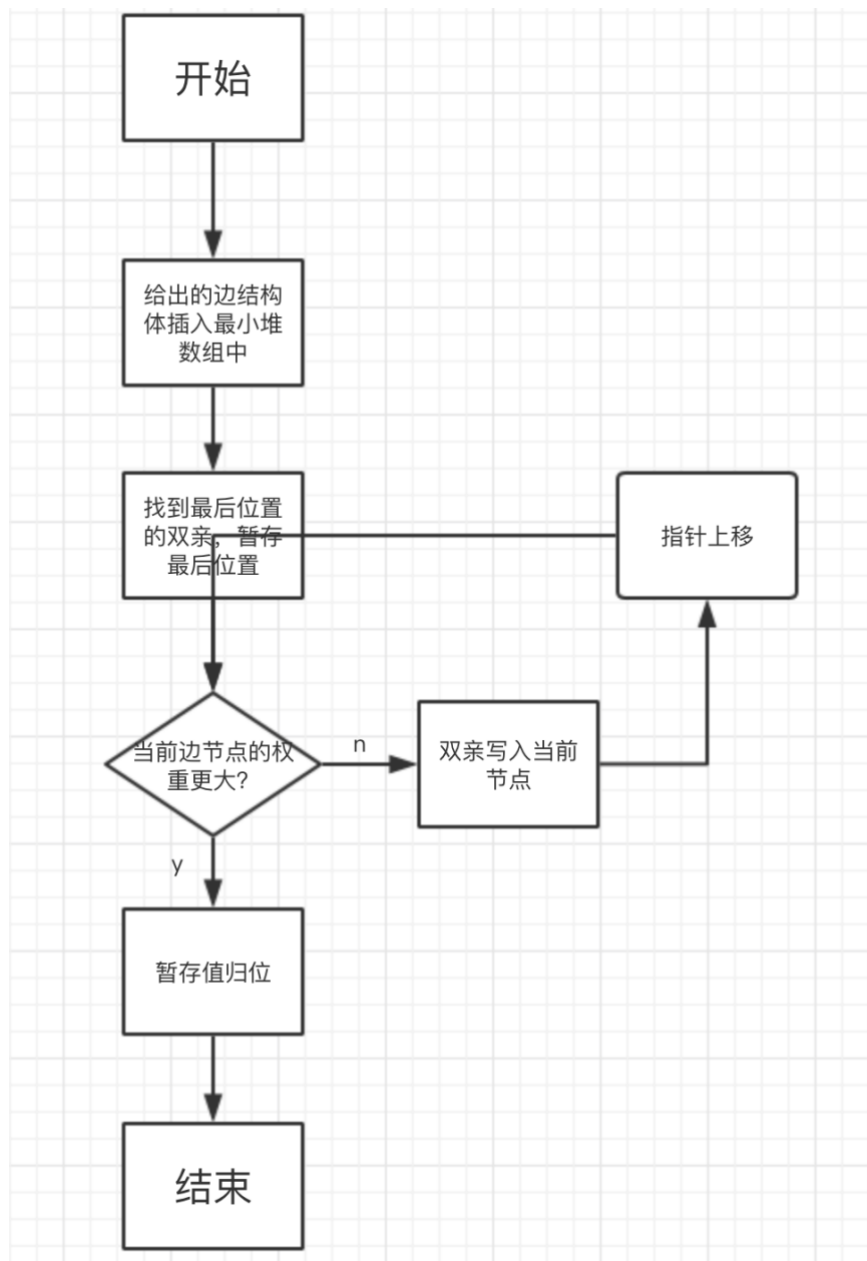 开始
给出的边结构
体插入最小堆
数组中
找到最后位置
的双亲，暂存
最后位置
指针上移
当前边节点的权
重更大?
n
双亲写入当前
节点
y
暂存值归位
结束